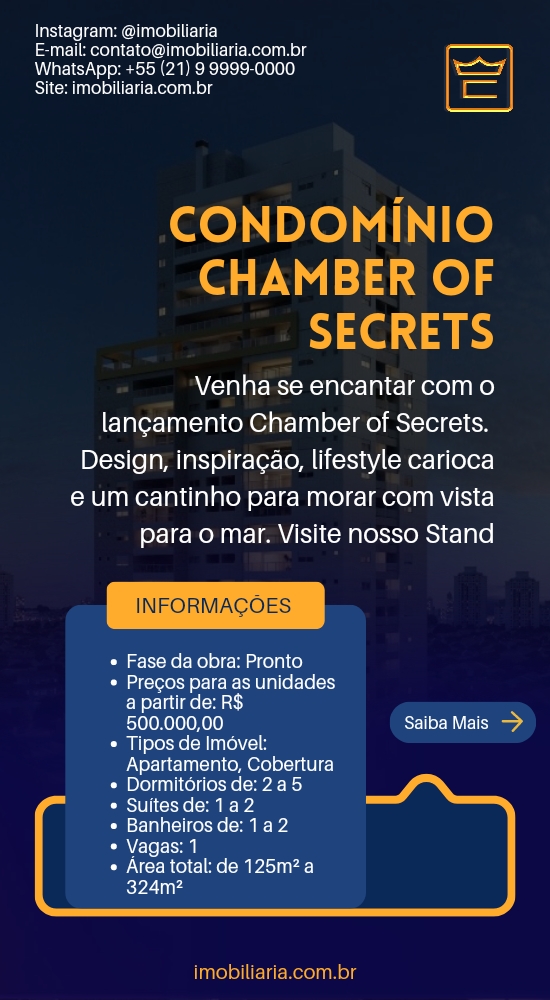 Instagram: @imobiliaria
E-mail: contato@imobiliaria.com.br
WhatsApp: +55 (21) 9 9999-0000
Site: imobiliaria.com.br
CONDOMÍNIO
CHAMBER OF
SECRETS
Venha se encantar com o
lançamento Chamber of Secrets.
Design, inspiração, lifestyle carioca
e um cantinho para morar com vista
para o mar. Visite nosso Stand
INFORMAÇÕES
• Fase da obra: Pronto
• Preços para as unidades
a partir de: R$
500.000,00
• Tipos de Imóvel:
Apartamento, Cobertura
• Dormitórios de: 2 a 5
• Suítes de: 1 a 2
• Banheiros de: 1 a 2
• Vagas: 1
• Área total: de 125m² a
324m²
Saiba Mais
imobiliaria.com.br